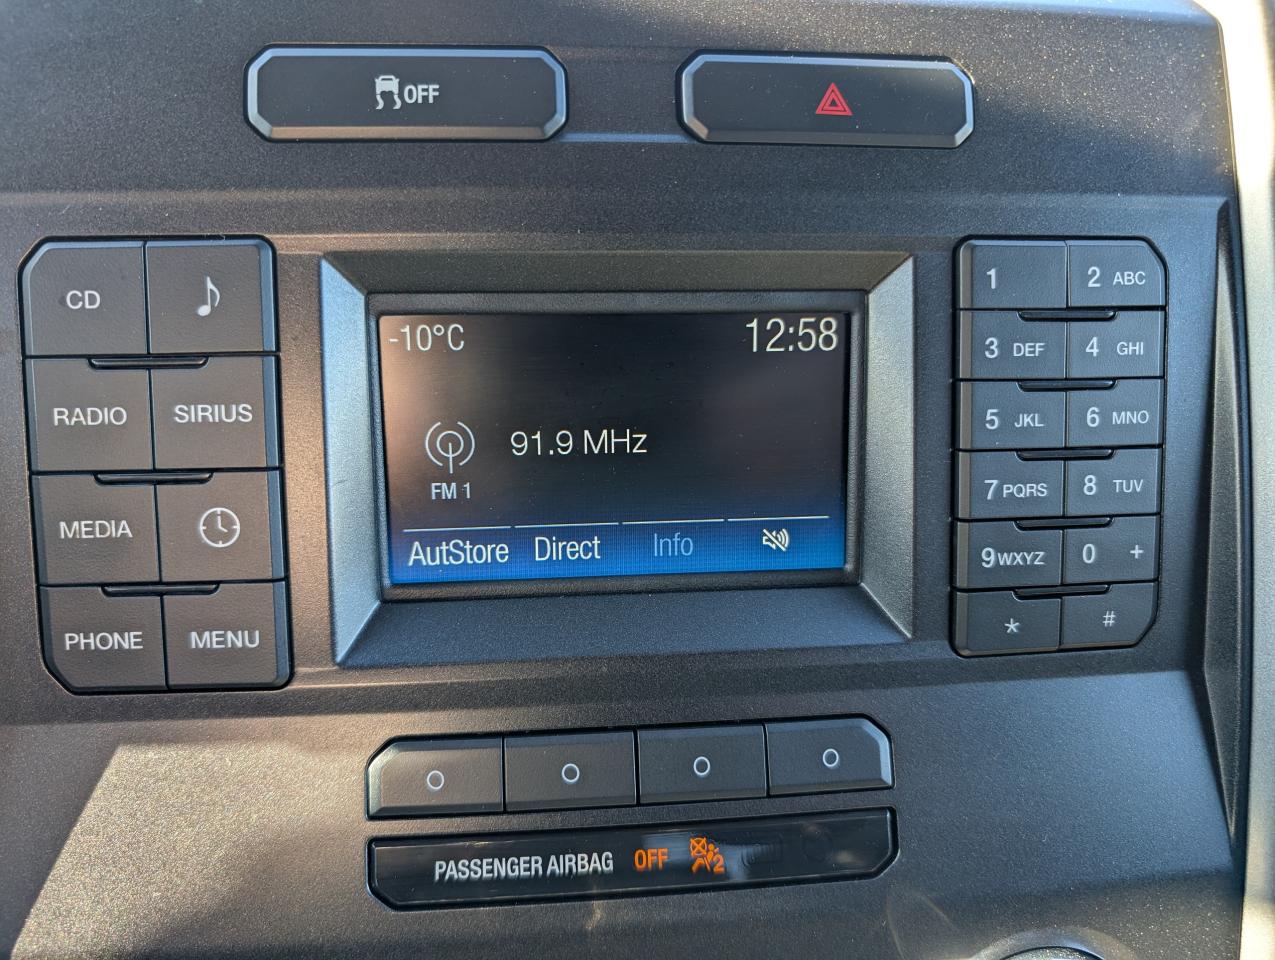 OFF
CD
RADIO SIRIUS
MEDIA
PHONE MENU
-10°C 12:58
91.9 MHz
FM 1
AutStore Direct Info
1 2 ABC
3 DEF 4 GHI
5 JKL 6 MNO
7 PQRS 8 TUV
9 WXYZ 0 +
* #
PASSENGER AIRBAG OFF 2